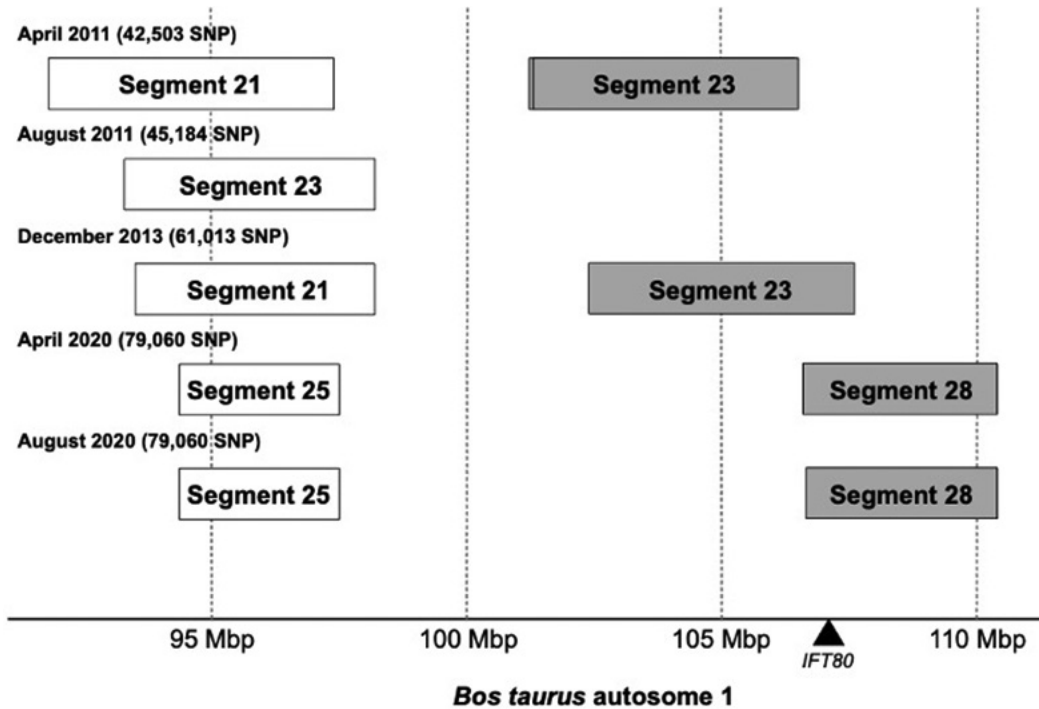 April 2011 (42,503 SNP)
Segment 21 Segment 23
August 2011 (45,184 SNP)
Segment 23
December 2013 (61,013 SNP)
Segment 21 Segment 23
April 2020 (79,060 SNP)
Segment 25 Segment 28
August 2020 (79,060 SNP)
Segment 25 Segment 28
95 Mbp 100 Mbp 105 Mbp 110 Mbp
IFT80
Bos taurus autosome 1